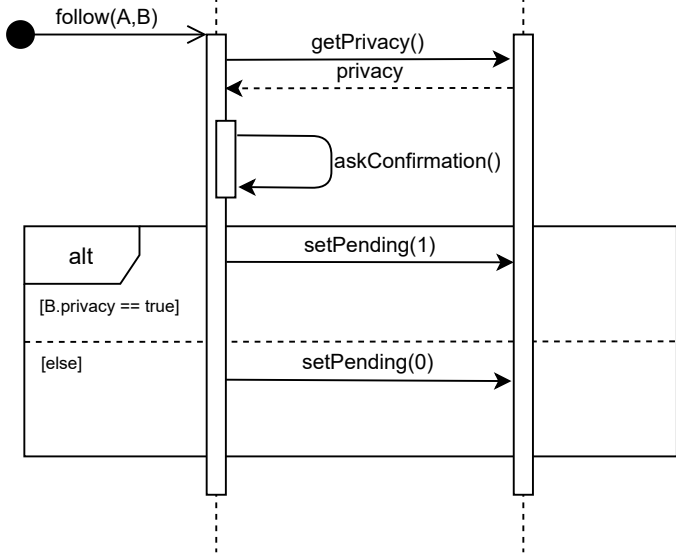 follow(A,B)
getPrivacy()
privacy
askConfirmation()
alt
setPending(1)
[B.privacy == true]
[else]
setPending(0)